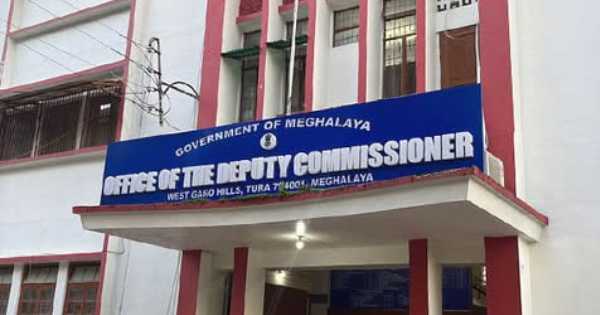 GOVERNMENT OF MEGHALAYA
OFFICE OF THE DEPUTY COMMISSIONER
WEST GARO HILLS, TURA 794001, MEGHALAYA